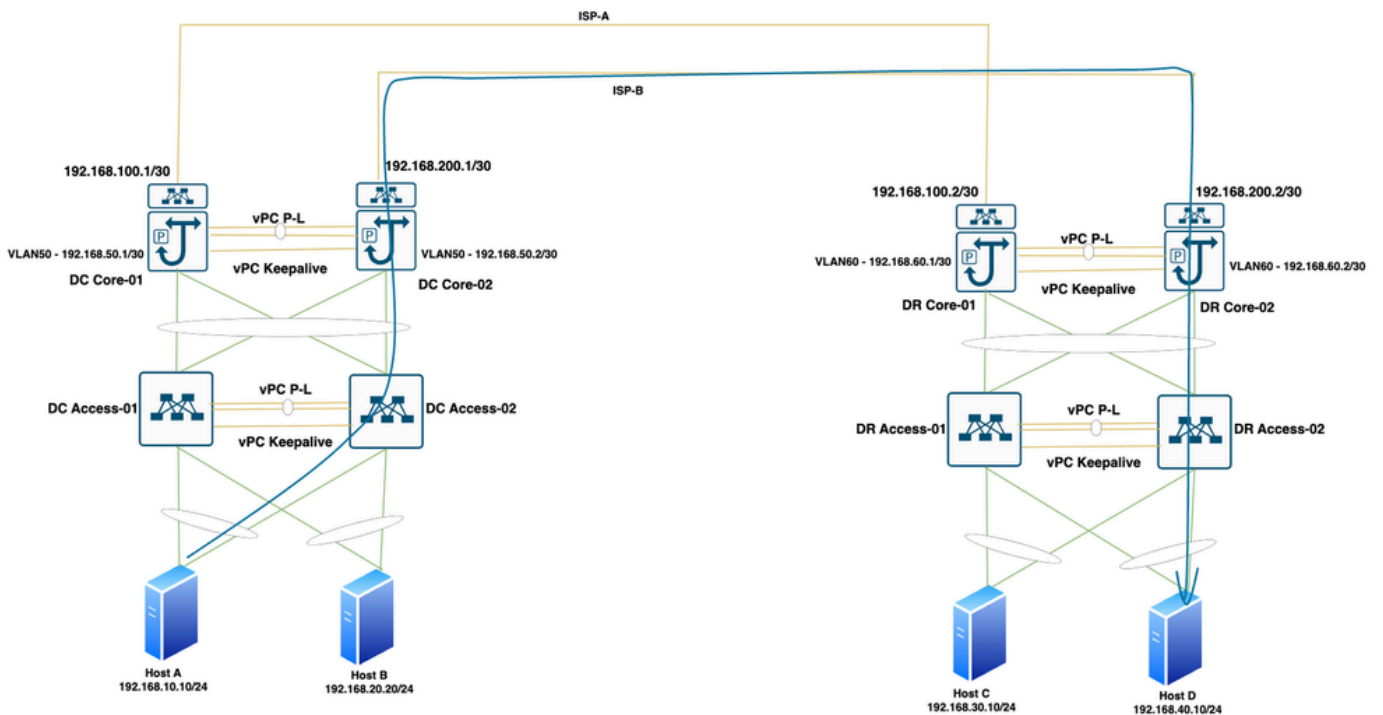 ISP-A
ISP-B
192.168.100.1/30
192.168.200.1/30
192.168.100.2/30
192.168.200.2/30
vPC P-L
P
P
VLAN50 - 192.168.50.1/30
VLAN50 - 192.168.50.2/30
vPC Keepalive
DC Core-01
DC Core-02
vPC P-L
P
P
VLAN60 - 192.168.60.1/30
VLAN60 - 192.168.60.2/30
vPC Keepalive
DR Core-01
DR Core-02
vPC P-L
DC Access-01
DC Access-02
vPC Keepalive
vPC P-L
DR Access-01
DR Access-02
vPC Keepalive
Host A
192.168.10.10/24
Host B
192.168.20.20/24
Host C
192.168.30.10/24
Host D
192.168.40.10/24